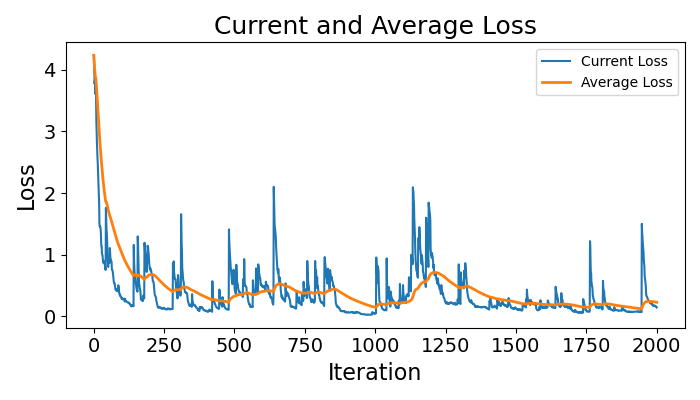 Current and Average Loss
Current Loss
Average Loss
4
3
2
1
0
Loss
0 250 500 750 1000 1250 1500 1750 2000
Iteration